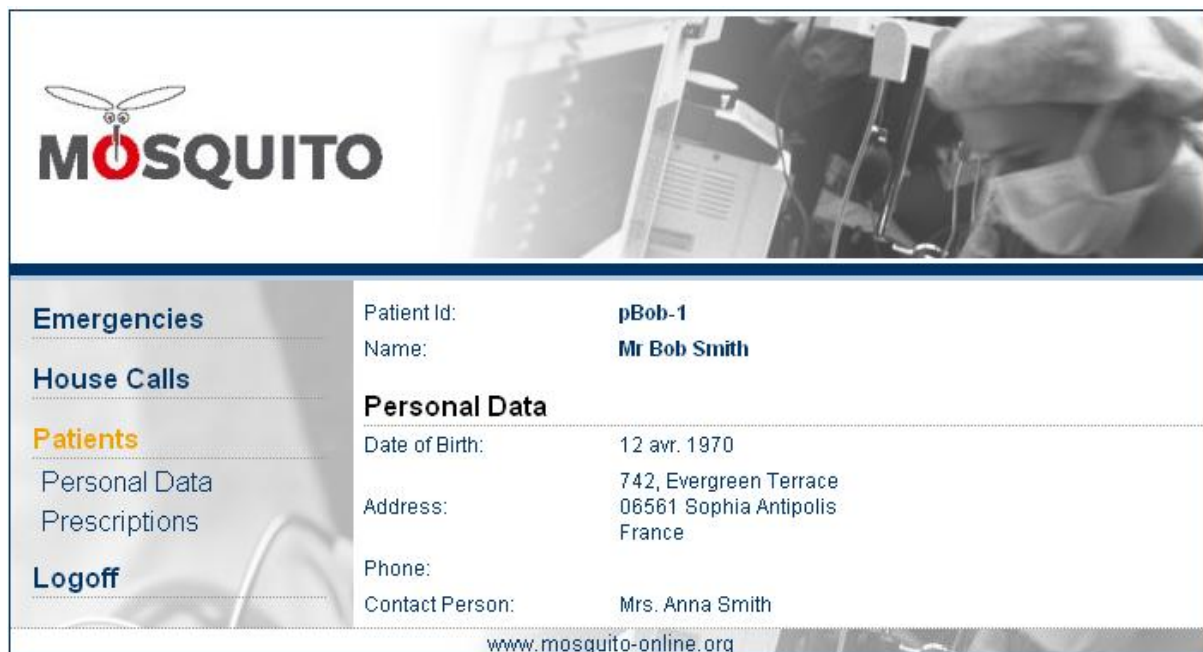 MOSQUITO
Emergencies
House Calls
Patients
Personal Data
Prescriptions
Logoff
Patient Id: pBob-1
Name: Mr Bob Smith
Personal Data
Date of Birth: 12 avr. 1970
Address: 742, Evergreen Terrace
06561 Sophia Antipolis
France
Phone:
Contact Person: Mrs. Anna Smith
www.mosquito-online.org